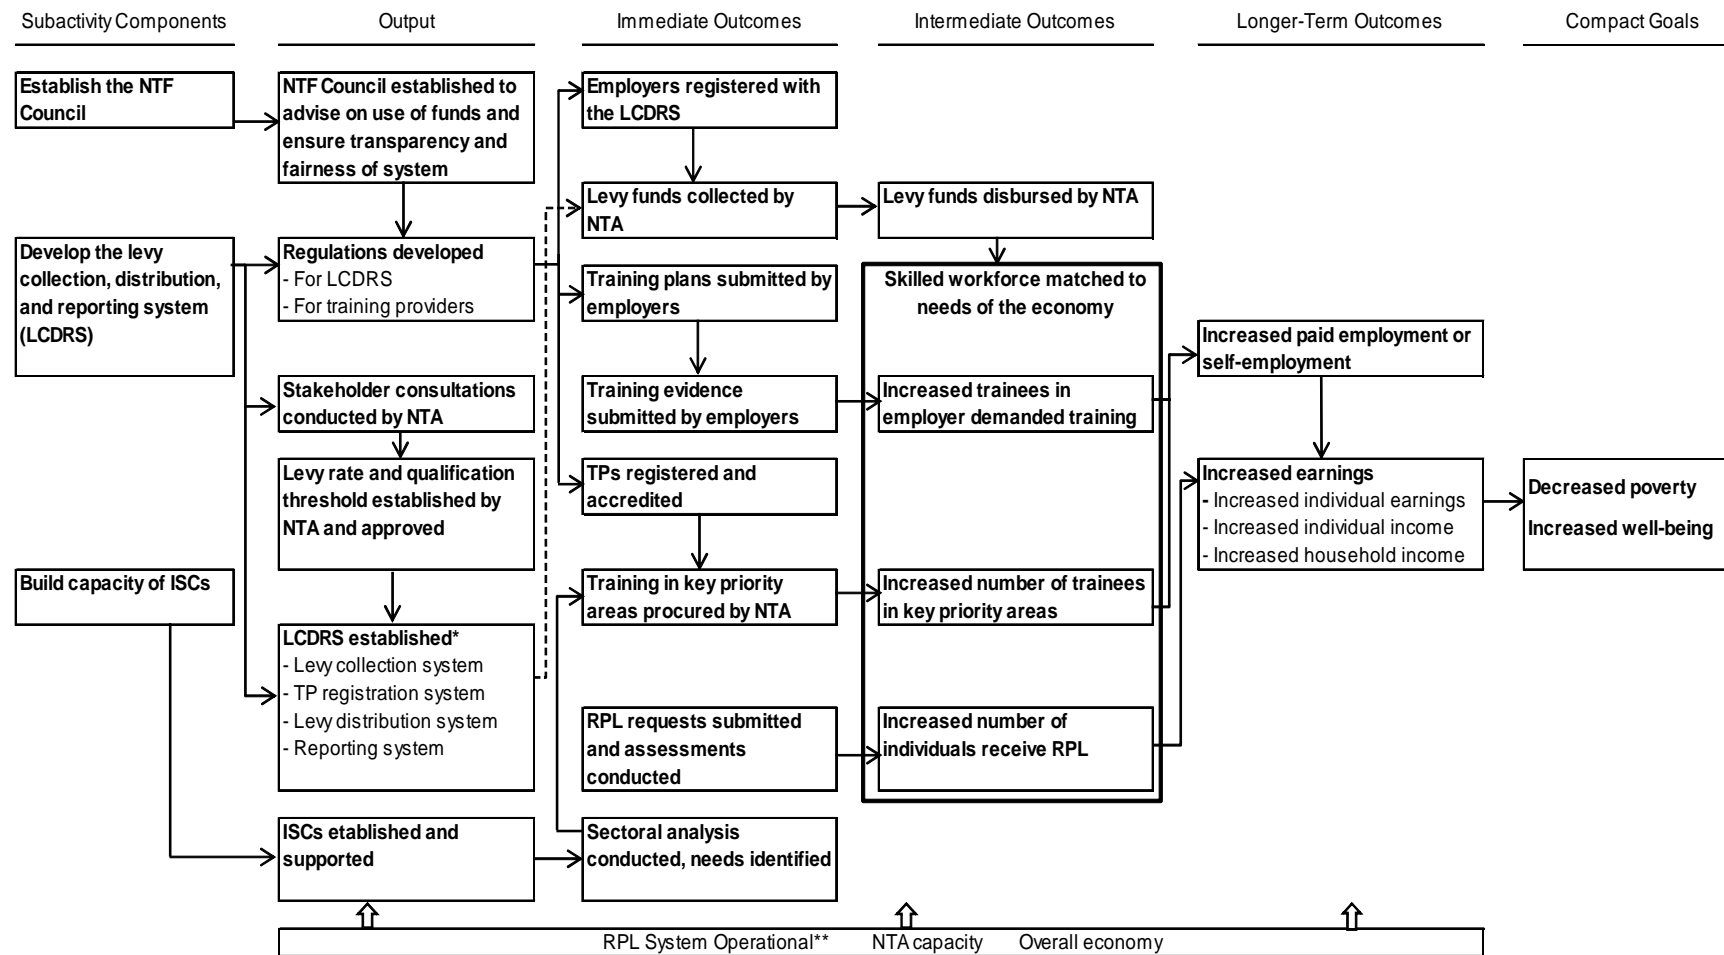 Subactivity Components
Output
Immediate Outcomes
Intermediate Outcomes
Longer-Term Outcomes
Compact Goals
Establish the NTF
Council
Develop the levy
collection, distribution,
and reporting system
(LCDRS)
Build capacity of ISCs
NTF Council established to
advise on use of funds and
ensure transparency and
fairness of system
Regulations developed
- For LCDRS
- For training providers
Stakeholder consultations
conducted by NTA
Levy rate and qualification
threshold established by
NTA and approved
LCDRS established*
- Levy collection system
- TP registration system
- Levy distribution system
- Reporting system
ISCs etablished and
supported
Employers registered with
the LCDRS
Levy funds collected by
NTA
Training plans submitted by
employers
Training evidence
submitted by employers
TPs registered and
accredited
Training in key priority
areas procured by NTA
RPL requests submitted
and assessments
conducted
Sectoral analysis
conducted, needs identified
Levy funds disbursed by NTA
Skilled workforce matched to
needs of the economy
Increased trainees in
employer demanded training
Increased number of trainees
in key priority areas
Increased number of
individuals receive RPL
Increased paid employment or
self-employment
Increased earnings
- Increased individual earnings
- Increased individual income
- Increased household income
Decreased poverty
Increased well-being
RPL System Operational** NTA capacity Overall economy